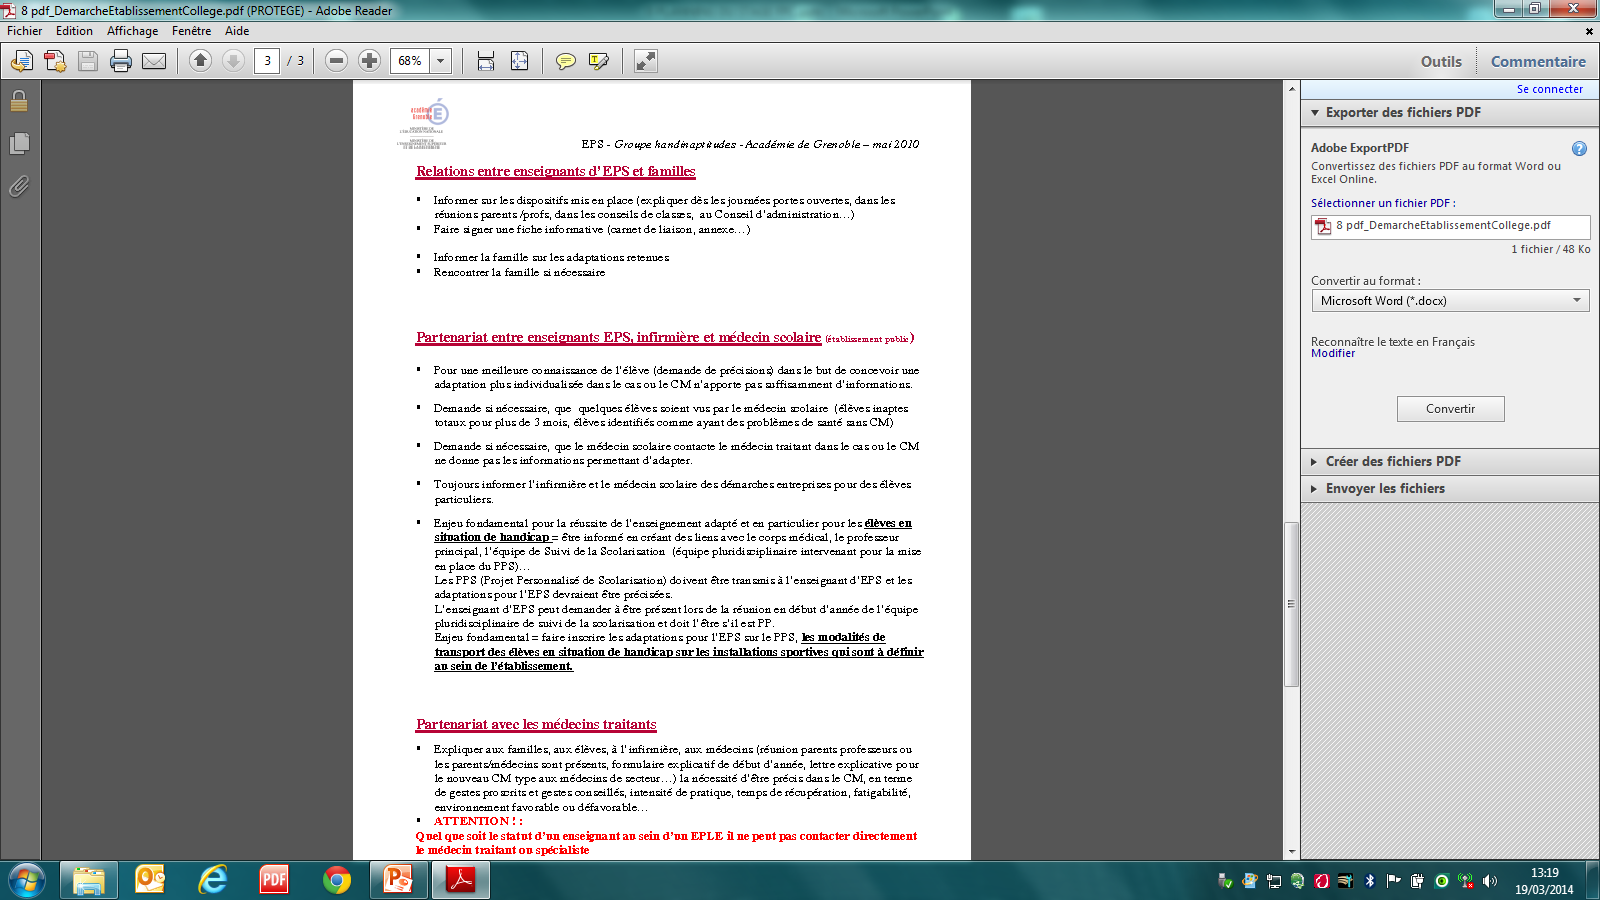 8 pdf_DemarcheEtablissementCollege.pdf (PROTEGE) - Adobe Reader
Fichier Edition Affichage Fenêtre Aide
3 / 3 68% Outils Commentaire
Se connecter
Exporter des fichiers PDF
Adobe ExportPDF
Convertissez des fichiers PDF au format Word ou
Excel Online.
Sélectionner un fichier PDF :
8 pdf_DemarcheEtablissementCollege.pdf
1 fichier / 48 Ko
Convertir au format :
Microsoft Word (*.docx)
Reconnaître le texte en Français
Modifier
Convertir
Créer des fichiers PDF
Envoyer les fichiers
académie
Grenoble
MINISTÈRE DE
L'ÉDUCATION NATIONALE
MINISTÈRE DE
L'ENSEIGNEMENT SUPÉRIEUR
ET DE LA RECHERCHE
EPS - Groupe handinaptitudes - Académie de Grenoble – mai 2010
Relations entre enseignants d’EPS et familles
▪ Informer sur les dispositifs mis en place (expliquer dès les journées portes ouvertes, dans les
réunions parents /profs, dans les conseils de classes, au Conseil d’administration…)
▪ Faire signer une fiche informative (carnet de liaison, annexe…)
▪ Informer la famille sur les adaptations retenues
▪ Rencontrer la famille si nécessaire
Partenariat entre enseignants EPS, infirmière et médecin scolaire (établissement public)
▪ Pour une meilleure connaissance de l’élève (demande de précisions) dans le but de concevoir une
adaptation plus individualisée dans le cas ou le CM n’apporte pas suffisamment d’informations.
▪ Demande si nécessaire, que quelques élèves soient vus par le médecin scolaire (élèves inaptes
totaux pour plus de 3 mois, élèves identifiés comme ayant des problèmes de santé sans CM)
▪ Demande si nécessaire, que le médecin scolaire contacte le médecin traitant dans le cas ou le CM
ne donne pas les informations permettant d’adapter.
▪ Toujours informer l’infirmière et le médecin scolaire des démarches entreprises pour des élèves
particuliers.
▪ Enjeu fondamental pour la réussite de l’enseignement adapté et en particulier pour les élèves en
situation de handicap = être informé en créant des liens avec le corps médical, le professeur
principal, l’équipe de Suivi de la Scolarisation (équipe pluridisciplinaire intervenant pour la mise
en place du PPS)…
Les PPS (Projet Personnalisé de Scolarisation) doivent être transmis à l’enseignant d’EPS et les
adaptations pour l’EPS devraient être précisées.
L’enseignant d’EPS peut demander à être présent lors de la réunion en début d’année de l’équipe
pluridisciplinaire de suivi de la scolarisation et doit l’être s’il est PP.
Enjeu fondamental = faire inscrire les adaptations pour l’EPS sur le PPS, les modalités de
transport des élèves en situation de handicap sur les installations sportives qui sont à définir
au sein de l’établissement.
Partenariat avec les médecins traitants
▪ Expliquer aux familles, aux élèves, à l’infirmière, aux médecins (réunion parents professeurs ou
les parents/médecins sont présents, formulaire explicatif de début d’année, lettre explicative pour
le nouveau CM type aux médecins de secteur…) la nécessité d’être précis dans le CM, en terme
de gestes proscrits et gestes conseillés, intensité de pratique, temps de récupération, fatigabilité,
environnement favorable ou défavorable…
▪ ATTENTION ! :
Quel que soit le statut d’un enseignant au sein d’un EPLE il ne peut pas contacter directement
le médecin traitant ou spécialiste
PDF
13:19
19/03/2014